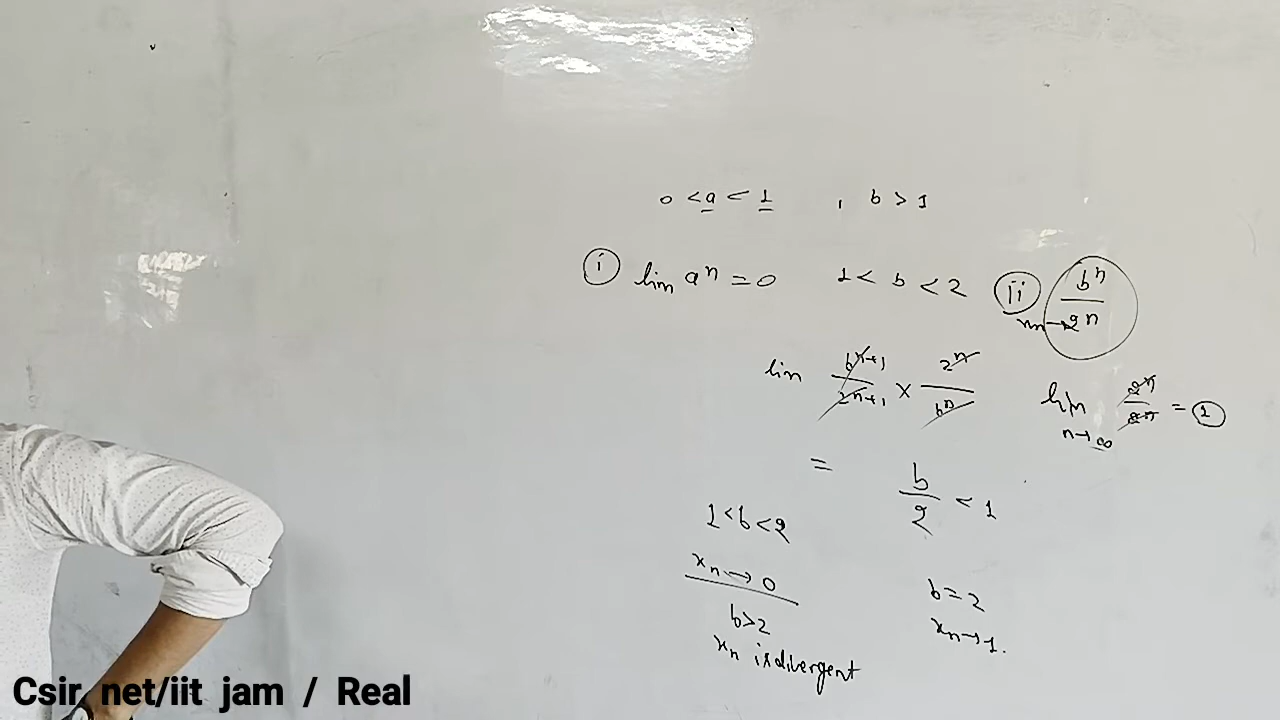 0 < a < 1 , b > 1
(i) lim aⁿ = 0 1 < b < 2 (ii) bⁿ/2ⁿ
lim bⁿ⁺¹/2ⁿ⁺¹ × 2ⁿ/bⁿ
lim n→∞ 2ⁿ/2ⁿ = 1
= b/2 < 1
1 < b < 2
xn → 0
b > 2
xn is divergent
b = 2
xn → 1.
Csir net/iit jam / Real